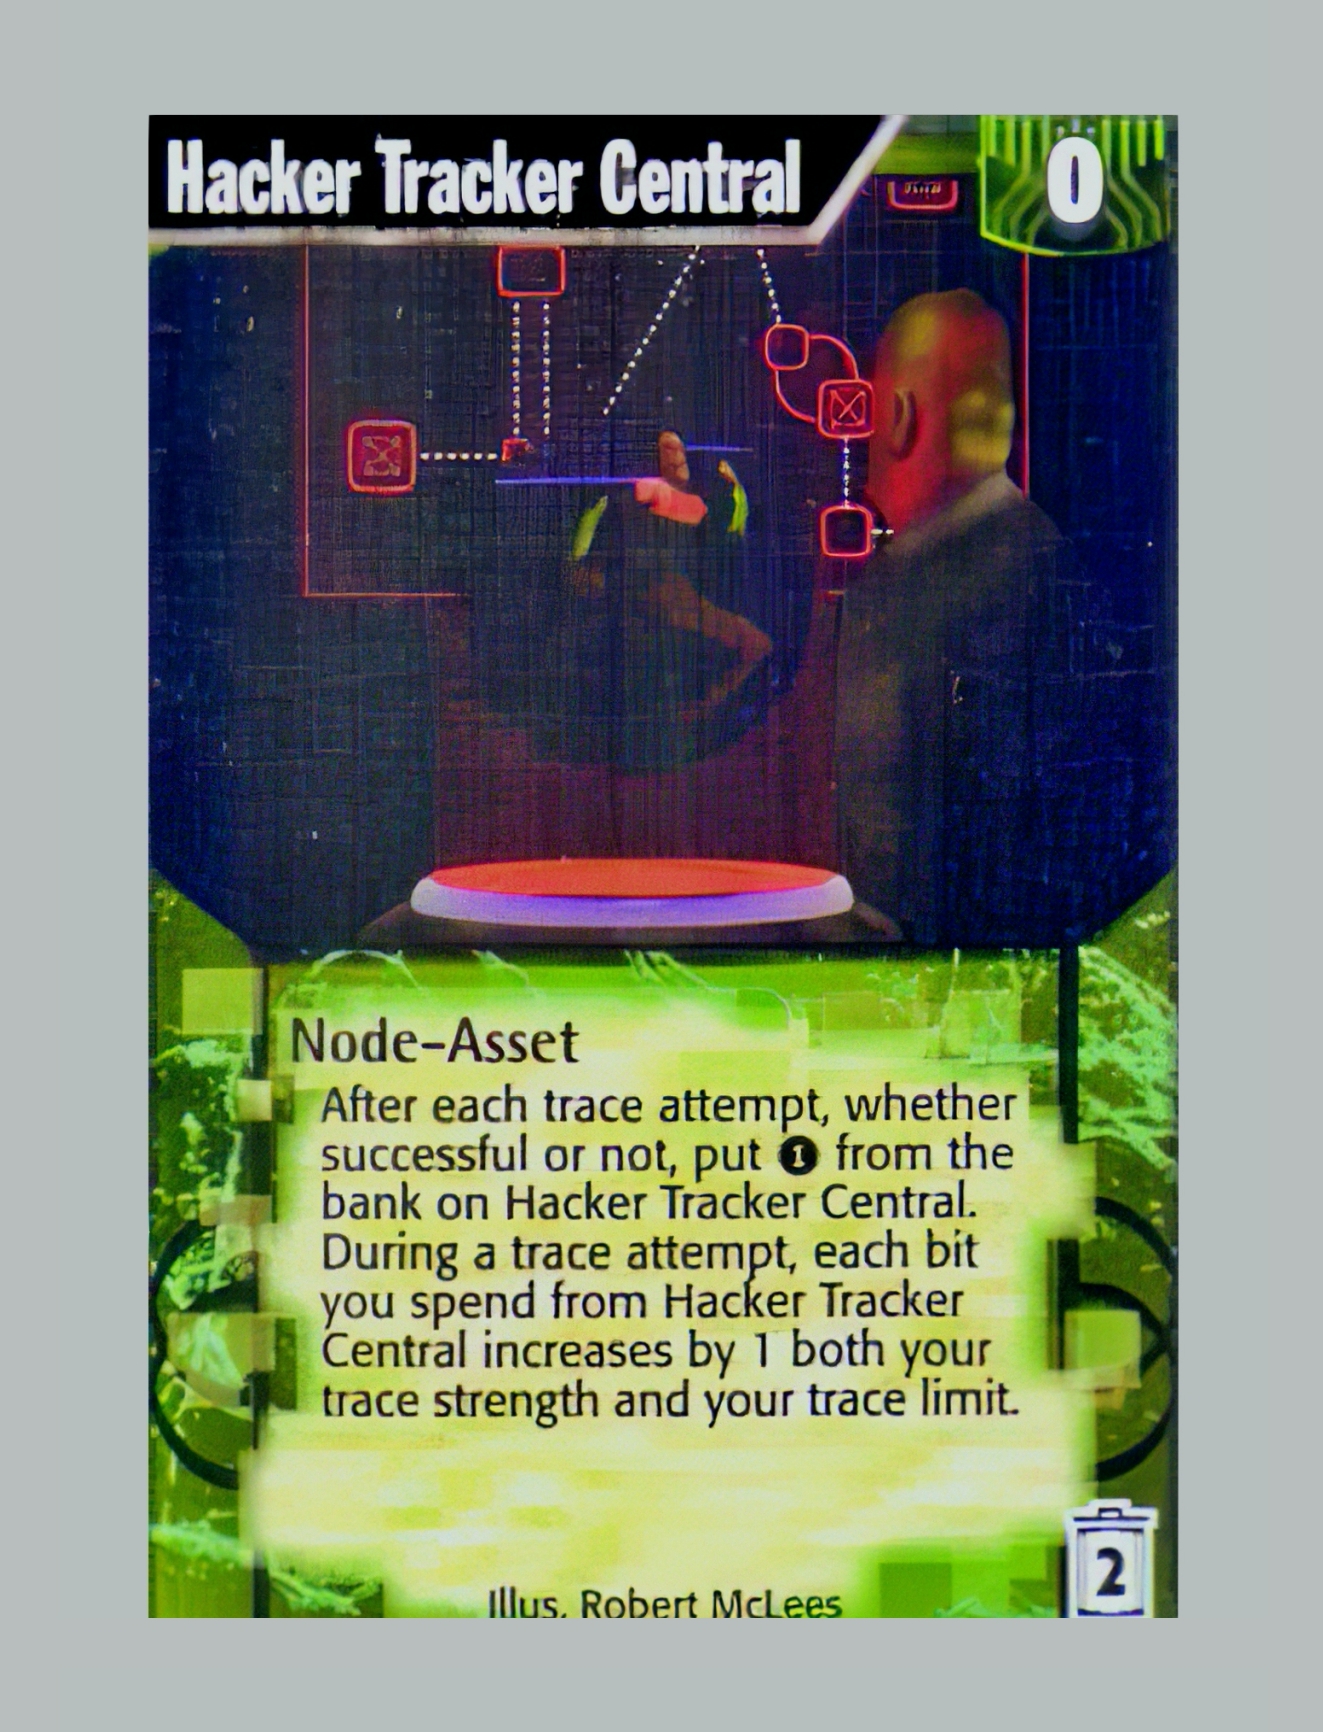 Hacker Tracker Central
0
Node-Asset
After each trace attempt, whether
successful or not, put 1 from the
bank on Hacker Tracker Central.
During a trace attempt, each bit
you spend from Hacker Tracker
Central increases by 1 both your
trace strength and your trace limit.
2
Illus. Robert McLees